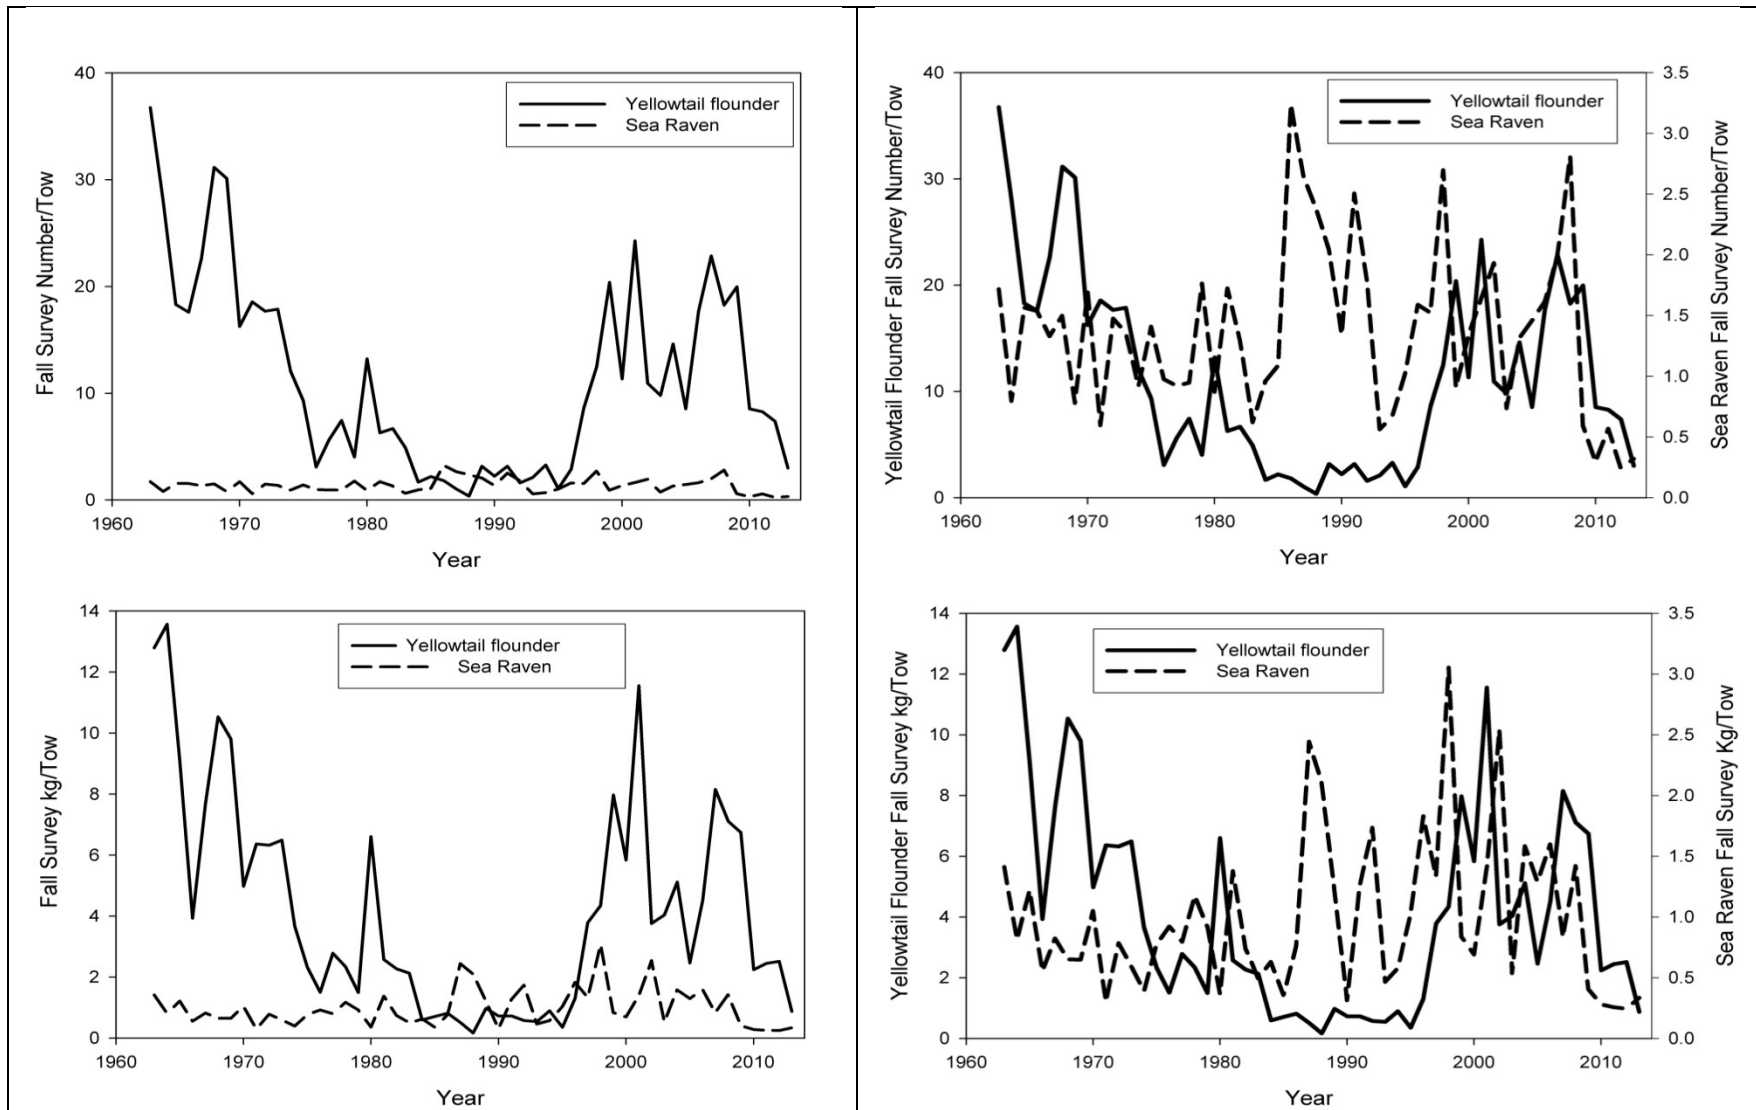 40
30
20
10
0
Fall Survey Number/Tow
Yellowtail flounder
Sea Raven
1960 1970 1980 1990 2000 2010
Year
40
30
20
10
0
Yellowtail Flounder Fall Survey Number/Tow
Yellowtail flounder
Sea Raven
3.5
3.0
2.5
2.0
1.5
1.0
0.5
0.0
Sea Raven Fall Survey Number/Tow
1960 1970 1980 1990 2000 2010
Year
14
12
10
8
6
4
2
0
Fall Survey kg/Tow
Yellowtail flounder
Sea Raven
1960 1970 1980 1990 2000 2010
Year
14
12
10
8
6
4
2
0
Yellowtail Flounder Fall Survey kg/Tow
Yellowtail flounder
Sea Raven
3.5
3.0
2.5
2.0
1.5
1.0
0.5
0.0
Sea Raven Fall Survey Kg/Tow
1960 1970 1980 1990 2000 2010
Year